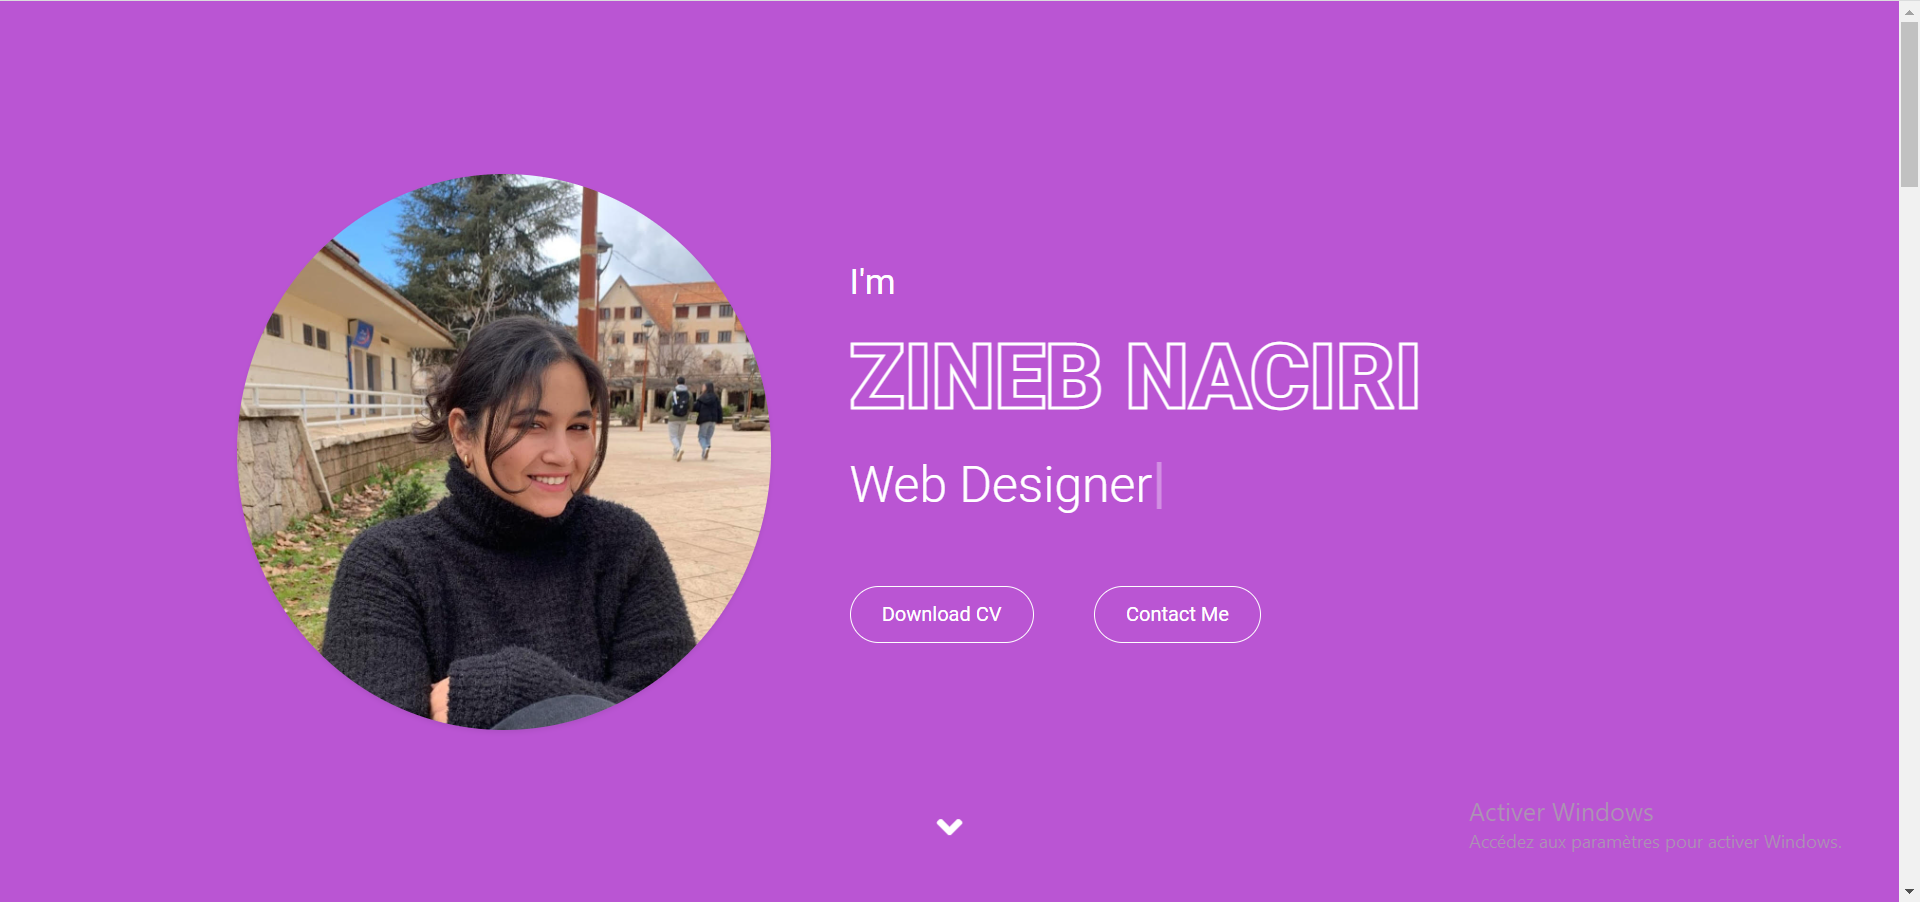 I'm
ZINEB NACIRI
Web Designer
Download CV
Contact Me
Activer Windows
Accédez aux paramètres pour activer Windows.